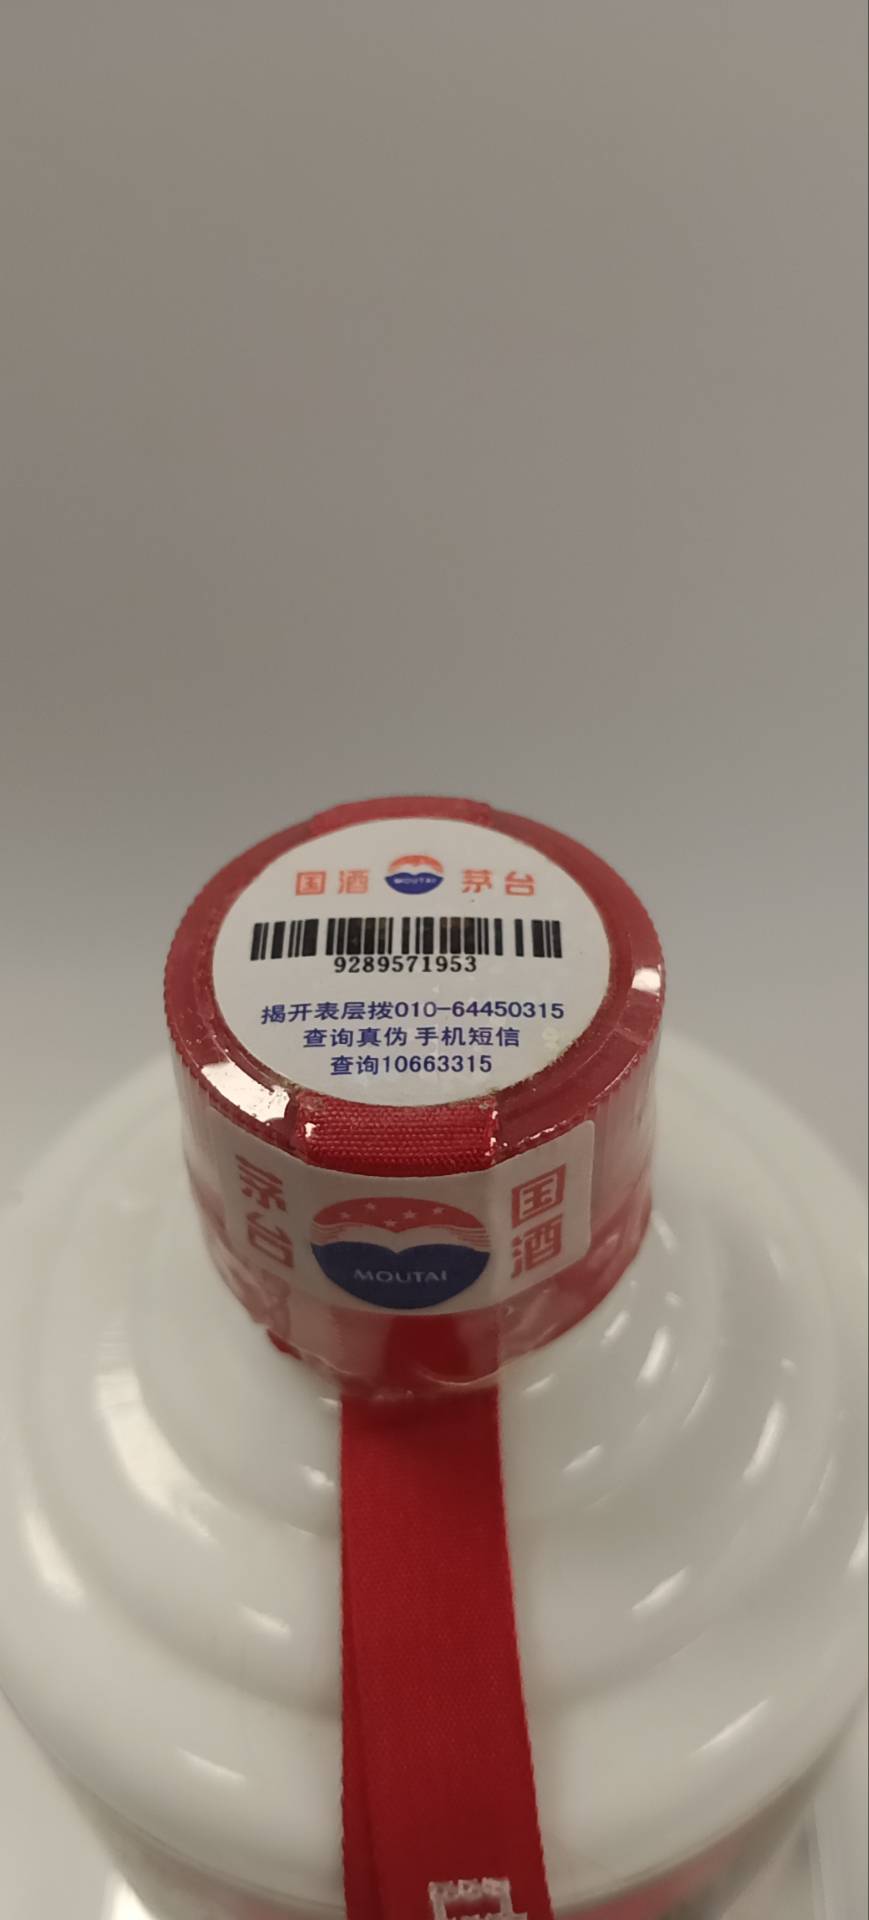 国酒 MOUTAI 茅台
9289571953
揭开表层拨010-64450315
查询真伪 手机短信
查询10663315
茅台
MOUTAI
国酒